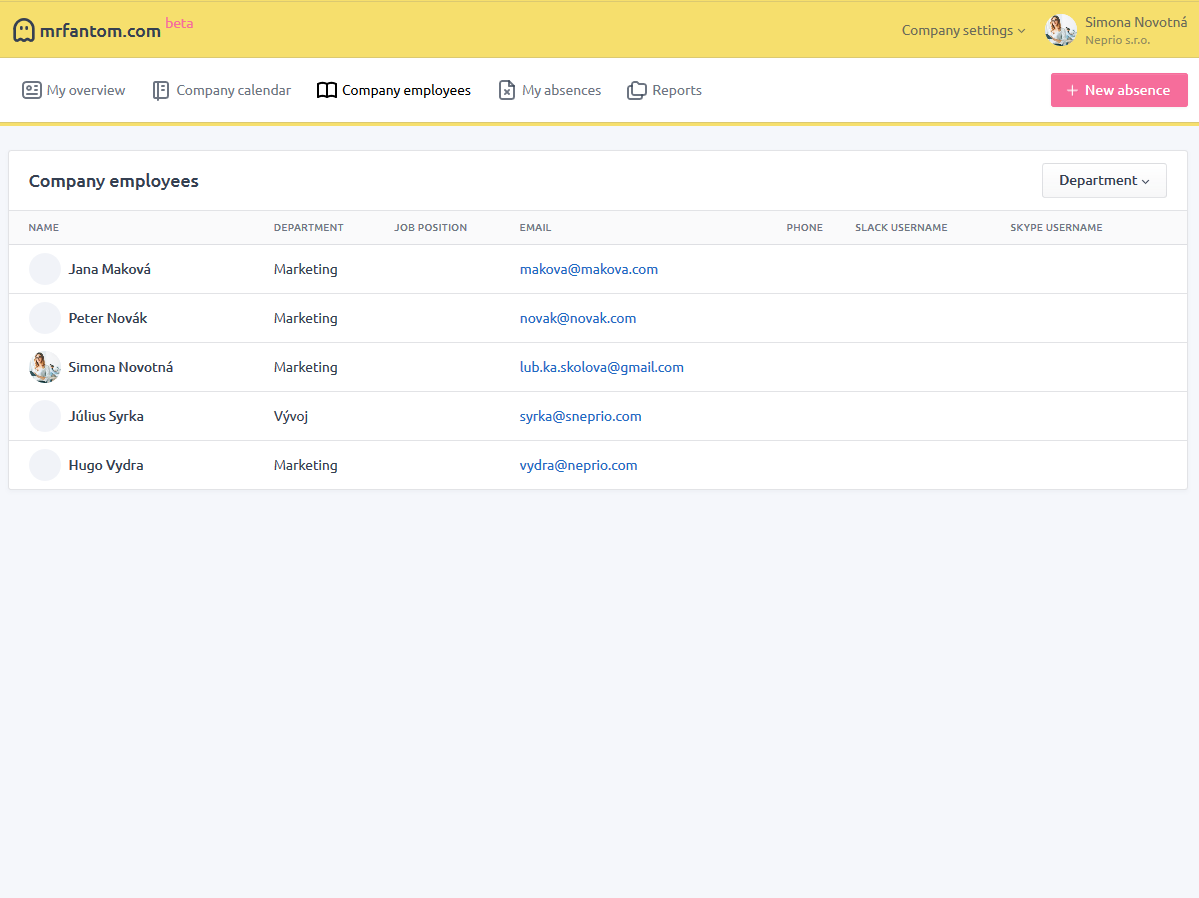 mrfantom.com beta
Company settings
Simona Novotná
Neprio s.r.o.
My overview Company calendar Company employees My absences Reports + New absence
Company employees Department
NAME DEPARTMENT JOB POSITION EMAIL PHONE SLACK USERNAME SKYPE USERNAME
Jana Maková Marketing makova@makova.com
Peter Novák Marketing novak@novak.com
Simona Novotná Marketing lub.ka.skolova@gmail.com
Július Syrka Vývoj syrka@sneprio.com
Hugo Vydra Marketing vydra@neprio.com